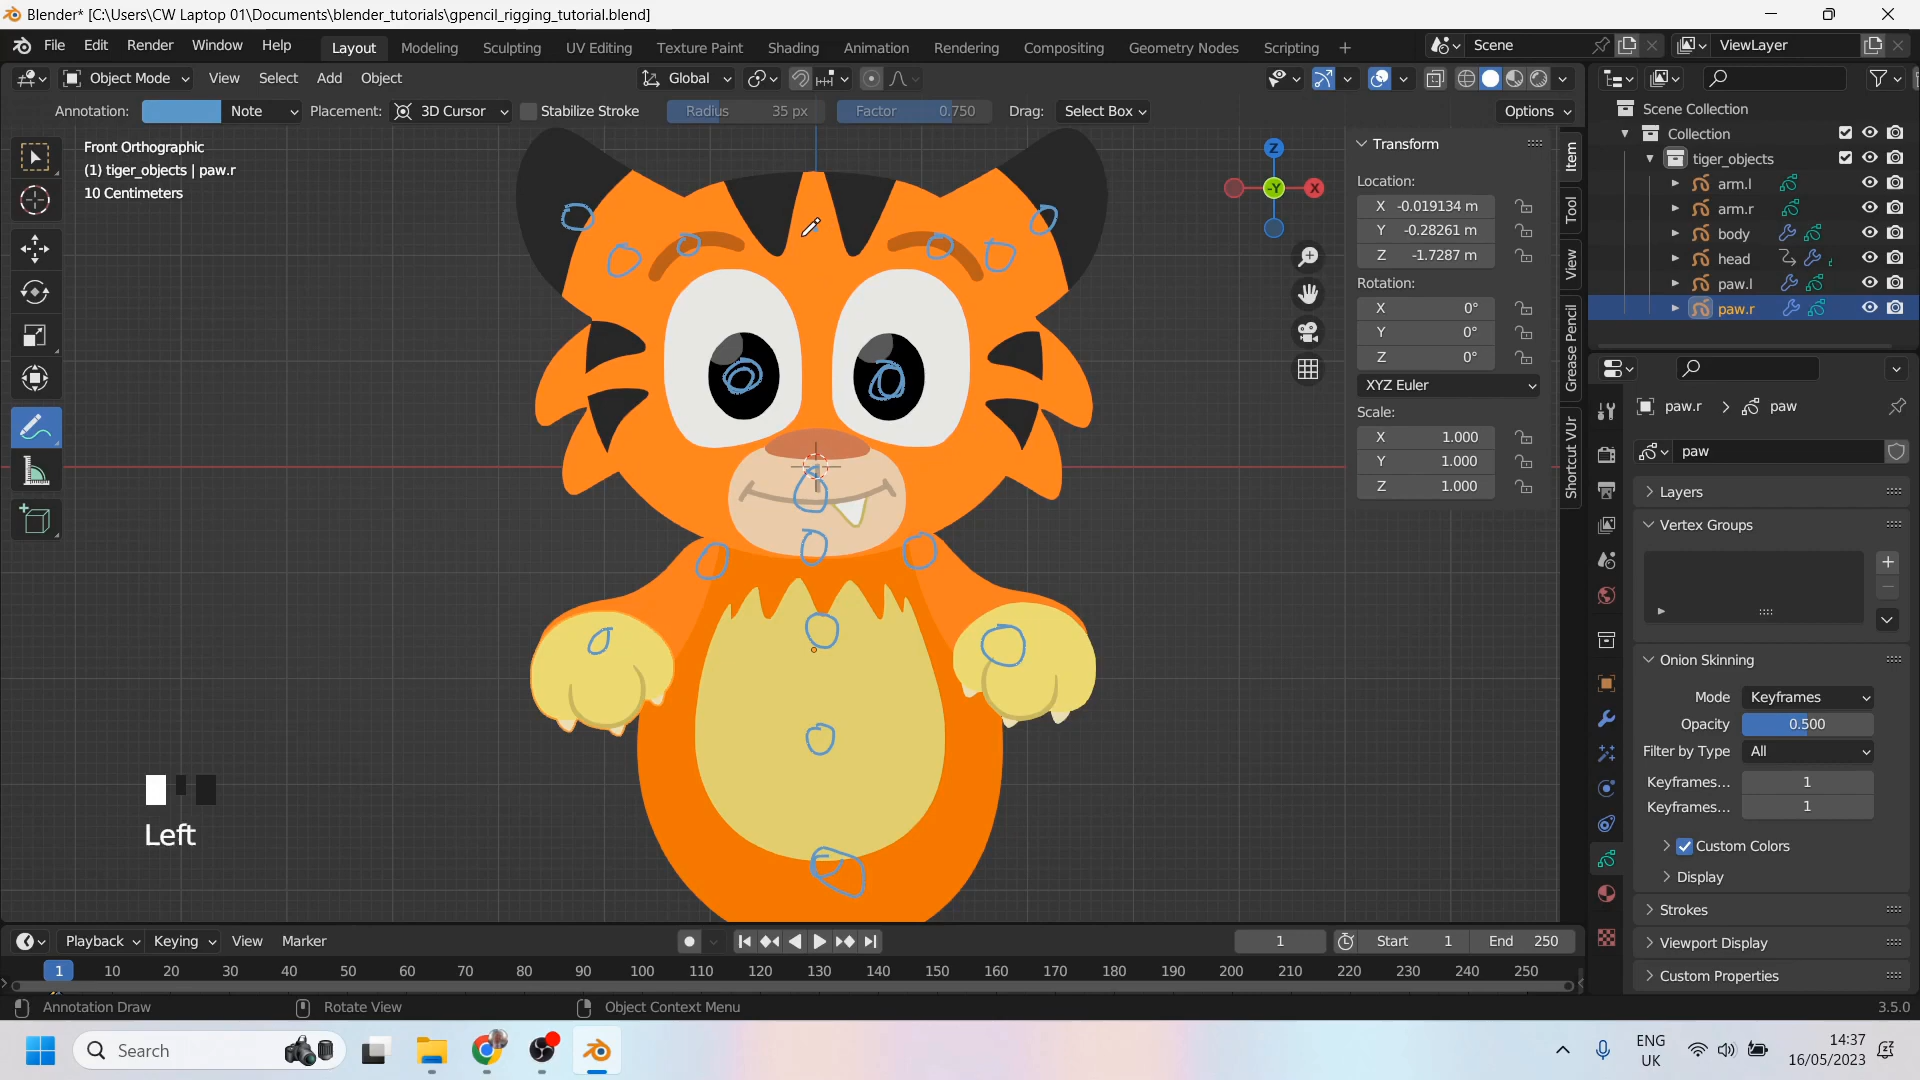 Blender* [C:\Users\CW Laptop 01\Documents\blender_tutorials\gpencil_rigging_tutorial.blend]
File Edit Render Window Help Layout Modeling Sculpting UV Editing Texture Paint Shading Animation Rendering Compositing Geometry Nodes Scripting + Scene ViewLayer
Object Mode View Select Add Object Global
Annotation: Note Placement: 3D Cursor Stabilize Stroke Radius 35 px Factor 0.750 Drag: Select Box Options
Front Orthographic
(1) tiger_objects | paw.r
10 Centimeters
Z
-Y
X
Transform
Location:
X -0.019134 m
Y -0.28261 m
Z -1.7287 m
Rotation:
X 0°
Y 0°
Z 0°
XYZ Euler
Scale:
X 1.000
Y 1.000
Z 1.000
Item
Tool
View
Grease Pencil
Shortcut VUr
Scene Collection
Collection
tiger_objects
arm.l
arm.r
body
head
paw.l
paw.r
paw.r > paw
paw
Layers
Vertex Groups
Onion Skinning
Mode Keyframes
Opacity 0.500
Filter by Type All
Keyframes... 1
Keyframes... 1
Custom Colors
Display
Strokes
Viewport Display
Custom Properties
Left
Playback Keying View Marker 1 Start 1 End 250
1 10 20 30 40 50 60 70 80 90 100 110 120 130 140 150 160 170 180 190 200 210 220 230 240 250
Annotation Draw Rotate View Object Context Menu 3.5.0
Search
ENG
UK
14:37
16/05/2023